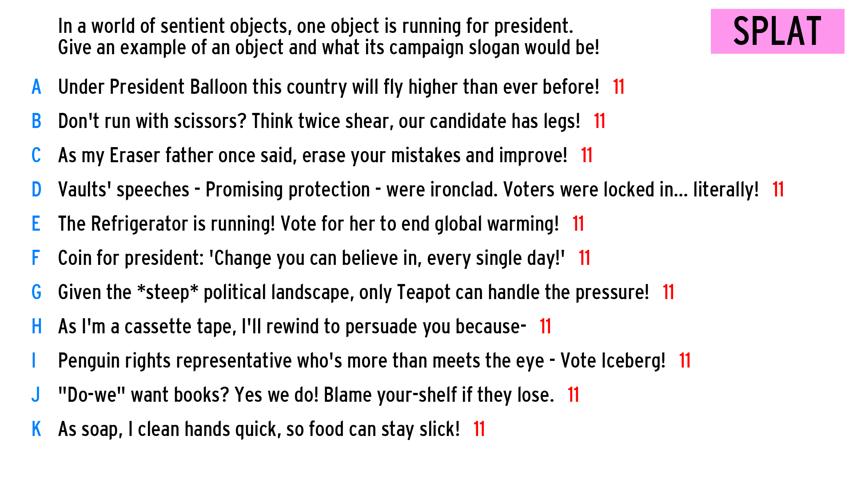 In a world of sentient objects, one object is running for president.
Give an example of an object and what its campaign slogan would be!
SPLAT
A Under President Balloon this country will fly higher than ever before! 11
B Don't run with scissors? Think twice shear, our candidate has legs! 11
C As my Eraser father once said, erase your mistakes and improve! 11
D Vaults' speeches - Promising protection - were ironclad. Voters were locked in... literally! 11
E The Refrigerator is running! Vote for her to end global warming! 11
F Coin for president: 'Change you can believe in, every single day!' 11
G Given the *steep* political landscape, only Teapot can handle the pressure! 11
H As I'm a cassette tape, I'll rewind to persuade you because- 11
I Penguin rights representative who's more than meets the eye - Vote Iceberg! 11
J "Do-we" want books? Yes we do! Blame your-shelf if they lose. 11
K As soap, I clean hands quick, so food can stay slick! 11